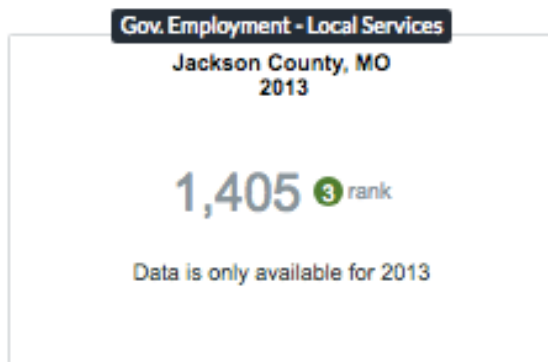 Gov. Employment - Local Services
Jackson County, MO
2013
1,405 3 rank
Data is only available for 2013